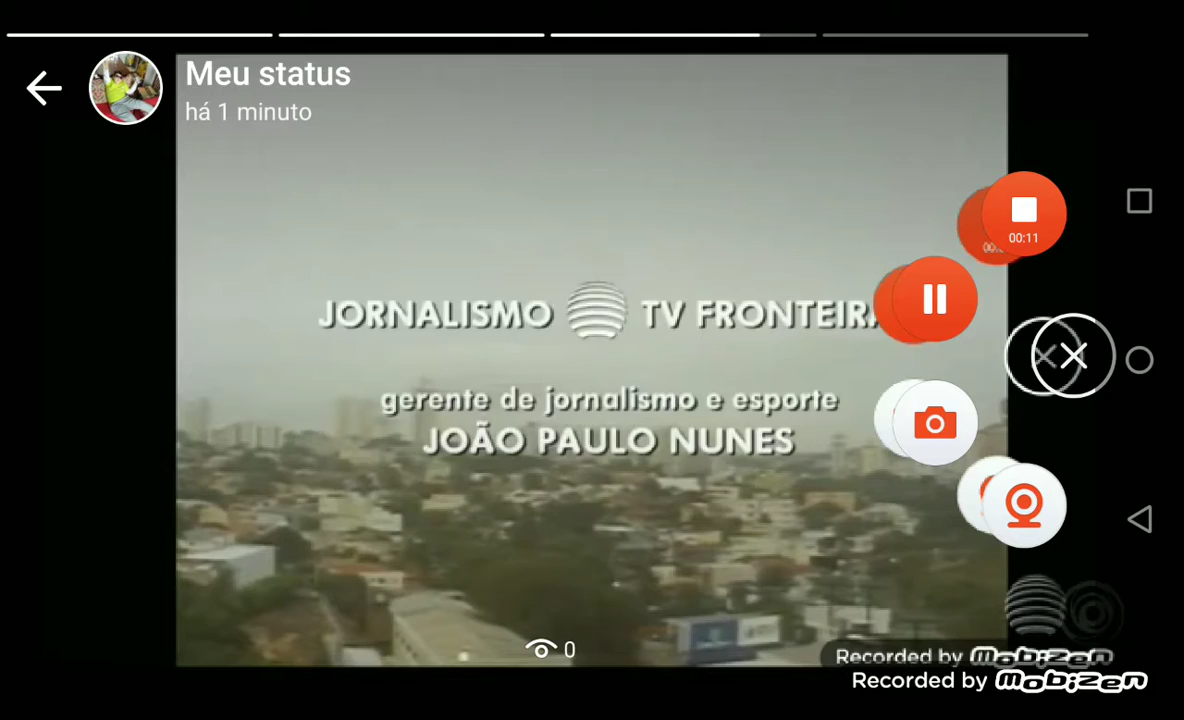 Meu status
há 1 minuto
00:11
JORNALISMO TV FRONTEIRA
gerente de jornalismo e esporte
JOÃO PAULO NUNES
0
Recorded by Mobizen
Recorded by Mobizen